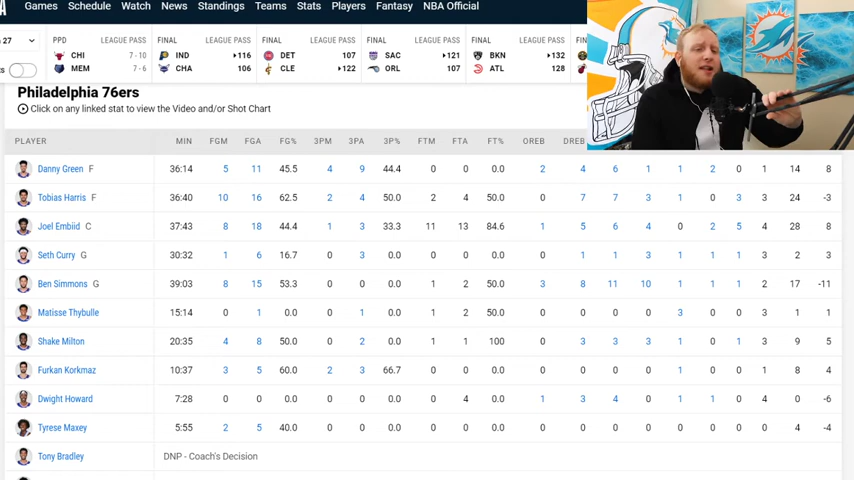 Games Schedule Watch News Standings Teams Stats Players Fantasy NBA Official
27 PPD LEAGUE PASS FINAL LEAGUE PASS FINAL LEAGUE PASS FINAL LEAGUE PASS FINAL LEAGUE PASS FINAL
CHI 7 - 10 IND 116 DET 107 SAC 121 BKN 132
MEM 7 - 6 CHA 106 CLE 122 ORL 107 ATL 128
Philadelphia 76ers
Click on any linked stat to view the Video and/or Shot Chart
PLAYER MIN FGM FGA FG% 3PM 3PA 3P% FTM FTA FT% OREB DREB
Danny Green F 36:14 5 11 45.5 4 9 44.4 0 0 0.0 2 4 6 1 1 2 0 1 14 8
Tobias Harris F 36:40 10 16 62.5 2 4 50.0 2 4 50.0 0 7 7 3 1 0 3 3 24 -3
Joel Embiid C 37:43 8 18 44.4 1 3 33.3 11 13 84.6 1 5 6 4 0 2 5 4 28 8
Seth Curry G 30:32 1 6 16.7 0 3 0.0 0 0 0.0 0 1 1 3 1 1 1 3 2 3
Ben Simmons G 39:03 8 15 53.3 0 0 0.0 1 2 50.0 3 8 11 10 1 1 1 2 17 -11
Matisse Thybulle 15:14 0 1 0.0 0 1 0.0 1 2 50.0 0 0 0 0 3 0 0 3 1 1
Shake Milton 20:35 4 8 50.0 0 2 0.0 1 1 100 0 3 3 3 1 0 1 3 9 5
Furkan Korkmaz 10:37 3 5 60.0 2 3 66.7 0 0 0.0 0 0 0 0 1 0 0 1 8 4
Dwight Howard 7:28 0 0 0.0 0 0 0.0 0 4 0.0 1 3 4 0 1 1 0 4 0 -6
Tyrese Maxey 5:55 2 5 40.0 0 0 0.0 0 0 0.0 0 0 0 0 0 0 0 0 4 -4
Tony Bradley DNP - Coach's Decision